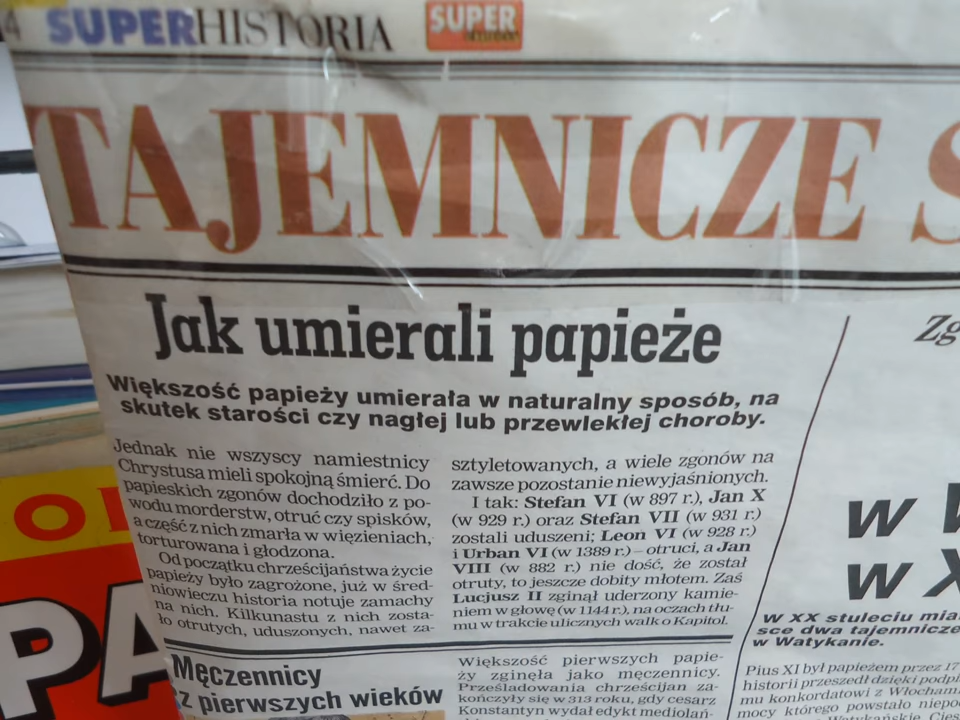 4 SUPERHISTORIA
SUPER
TAJEMNICZE
Jak umierali papieże
Większość papieży umierała w naturalny sposób, na
skutek starości czy nagłej lub przewlekłej choroby.
Jednak nie wszyscy namiestnicy
Chrystusa mieli spokojną śmierć. Do
papieskich zgonów dochodziło z po-
wodu morderstw, otruć czy spisków,
a część z nich zmarła w więzieniach,
torturowana i głodzona.
Od początku chrześcijaństwa życie
papieży było zagrożone, już w śred-
niowieczu historia notuje zamachy
na nich. Kilkunastu z nich zosta-
ło otrutych, uduszonych, nawet za-
sztyletowanych, a wiele zgonów na
zawsze pozostanie niewyjaśnionych.
I tak: Stefan VI (w 897 r.), Jan X
(w 929 r.) oraz Stefan VII (w 931 r.)
zostali uduszeni; Leon VI (w 928 r.)
i Urban VI (w 1389 r.) – otruci, a Jan
VIII (w 882 r.) nie dość, że został
otruty, to jeszcze dobity młotem. Zaś
Lucjusz II zginął uderzony kamie-
niem w głowę (w 1144 r.), na oczach tłu-
mu w trakcie ulicznych walk o Kapitol.
Męczennicy
z pierwszych wieków
Większość pierwszych papie-
ży zginęła jako męczennicy.
Prześladowania chrześcijan za-
kończyły się w 313 roku, gdy cesarz
Konstantyn wydał edykt mediolań-
Zg
w
w X
W XX stuleciu mia
sce dwa tajemnicze
w Watykanie.
Pius XI był papieżem przez 17
historii przeszedł dzięki podpi
mu konkordatowi z Włocham
mocy którego powstało niepo
PA